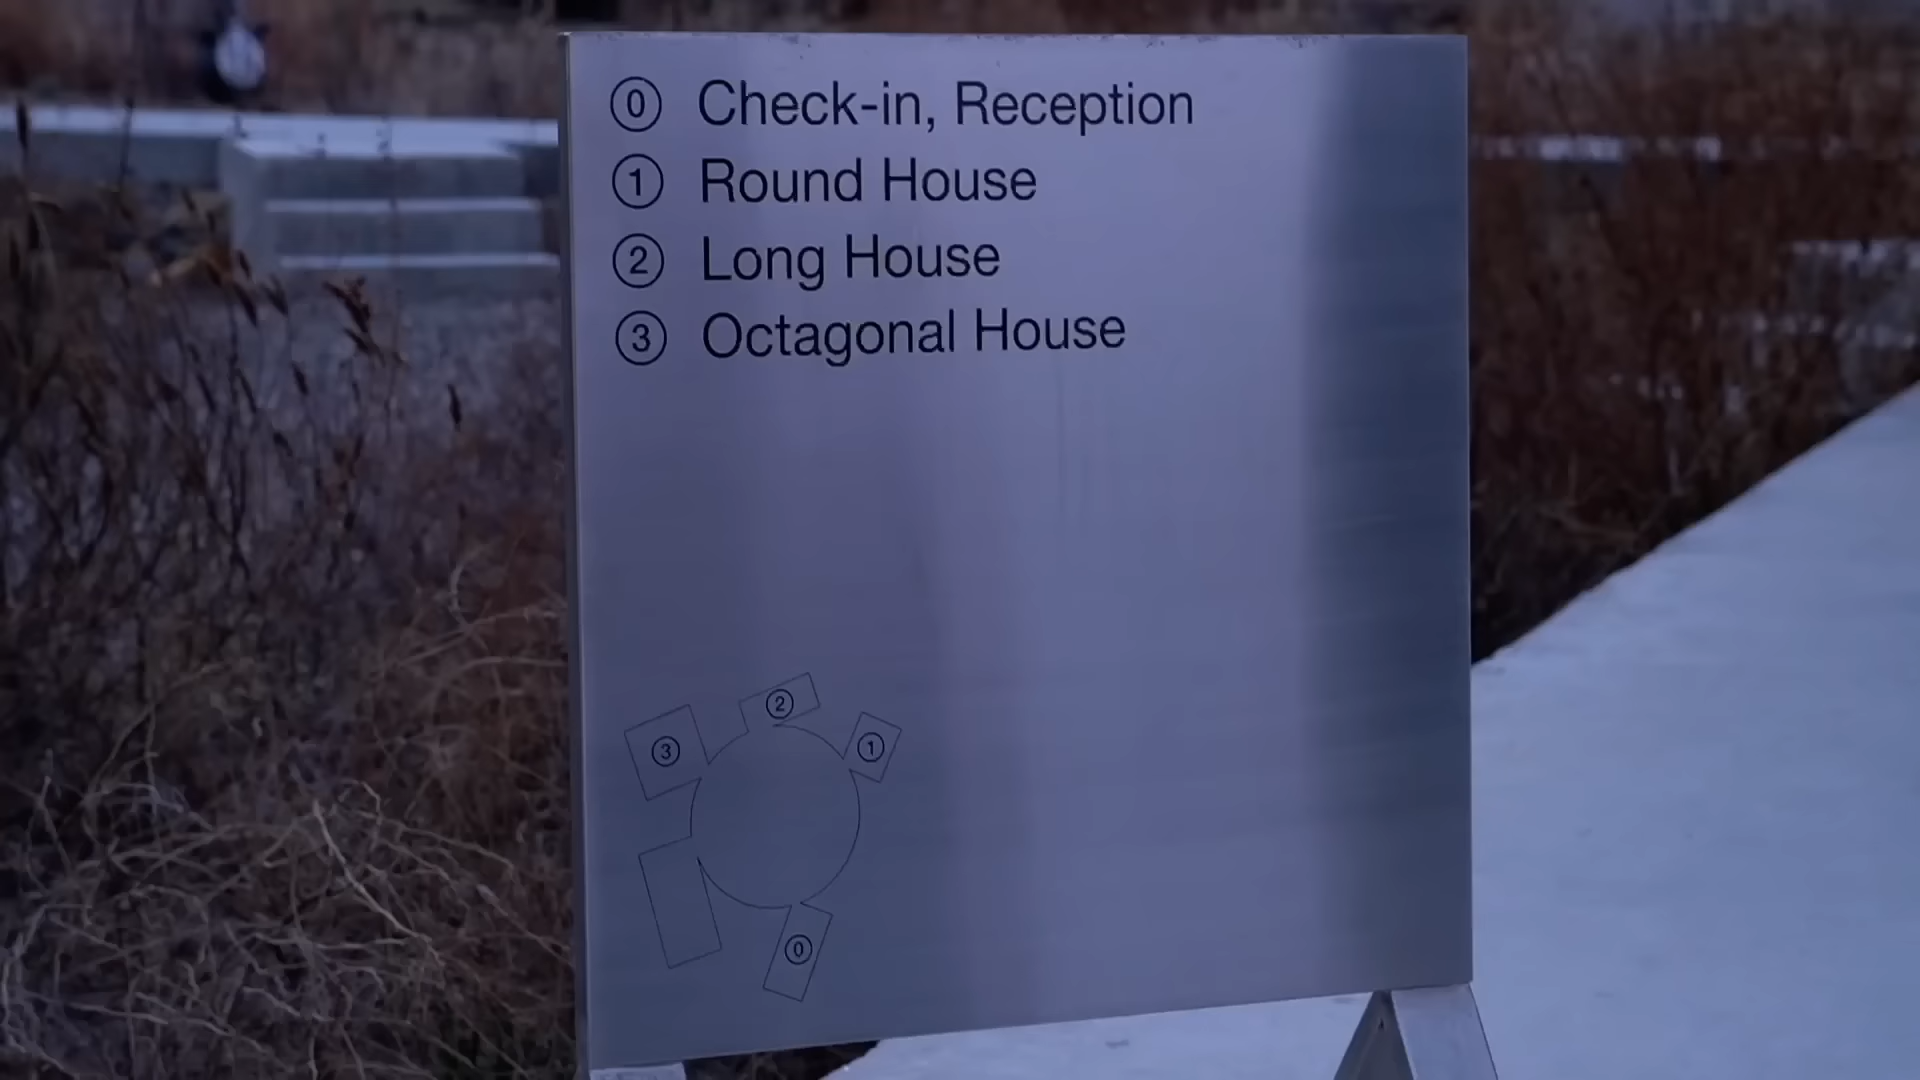 ⓪ Check-in, Reception
① Round House
② Long House
③ Octagonal House
②
③ ①
⓪